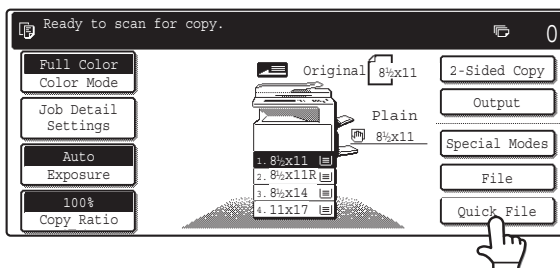 Ready to scan for copy.
0
Full Color
Color Mode
Job Detail
Settings
Auto
Exposure
100%
Copy Ratio
Original
8½x11
Plain
8½x11
1. 8½x11
2. 8½x11R
3. 8½x14
4. 11x17
2-Sided Copy
Output
Special Modes
File
Quick File